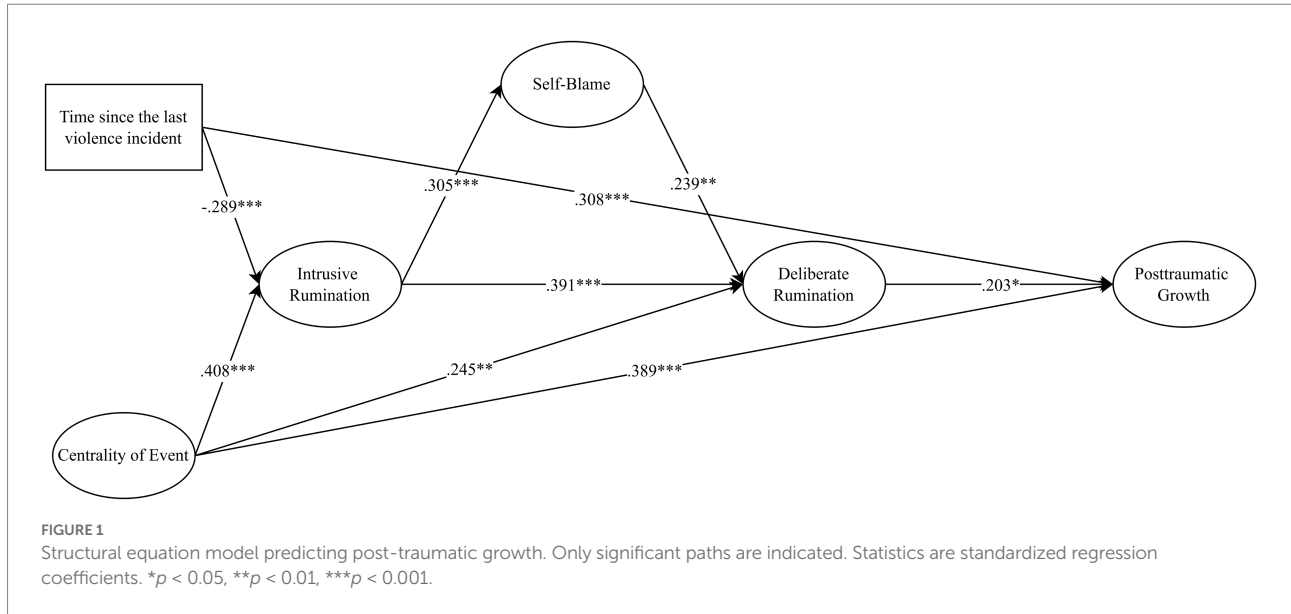 Self-Blame
Time since the last
violence incident
.305***
.239**
.308***
-.289***
Intrusive
Rumination
.391***
Deliberate
Rumination
.203*
Posttraumatic
Growth
.408***
.245**
.389***
Centrality of Event
FIGURE 1
Structural equation model predicting post-traumatic growth. Only significant paths are indicated. Statistics are standardized regression
coefficients. *p < 0.05, **p < 0.01, ***p < 0.001.